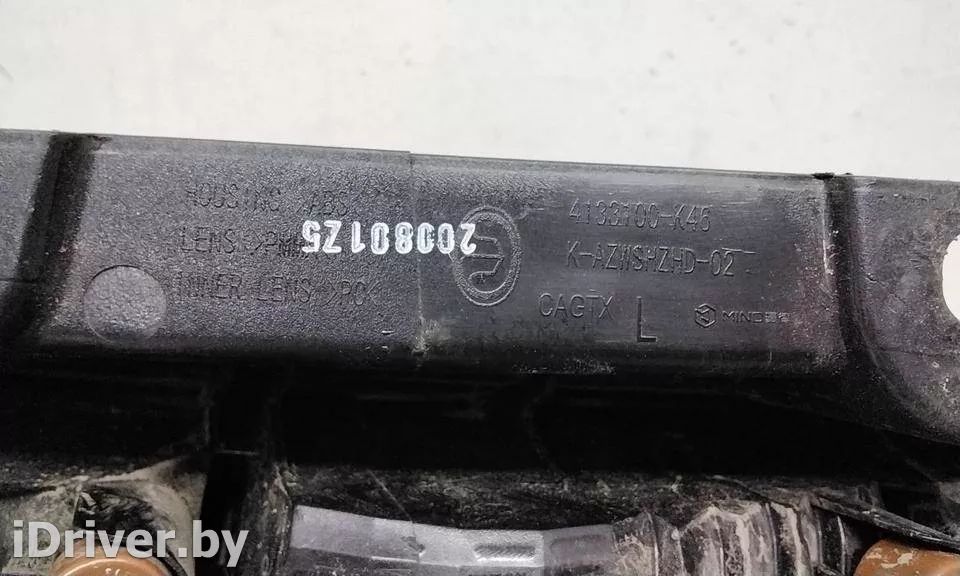 HOUSING >ABS<
LENS >PMMA
INNER LENS >PC<
20080125
4133100-K46
K-AZWSHZHD-02
CAGTX
L
MIND
iDriver.by